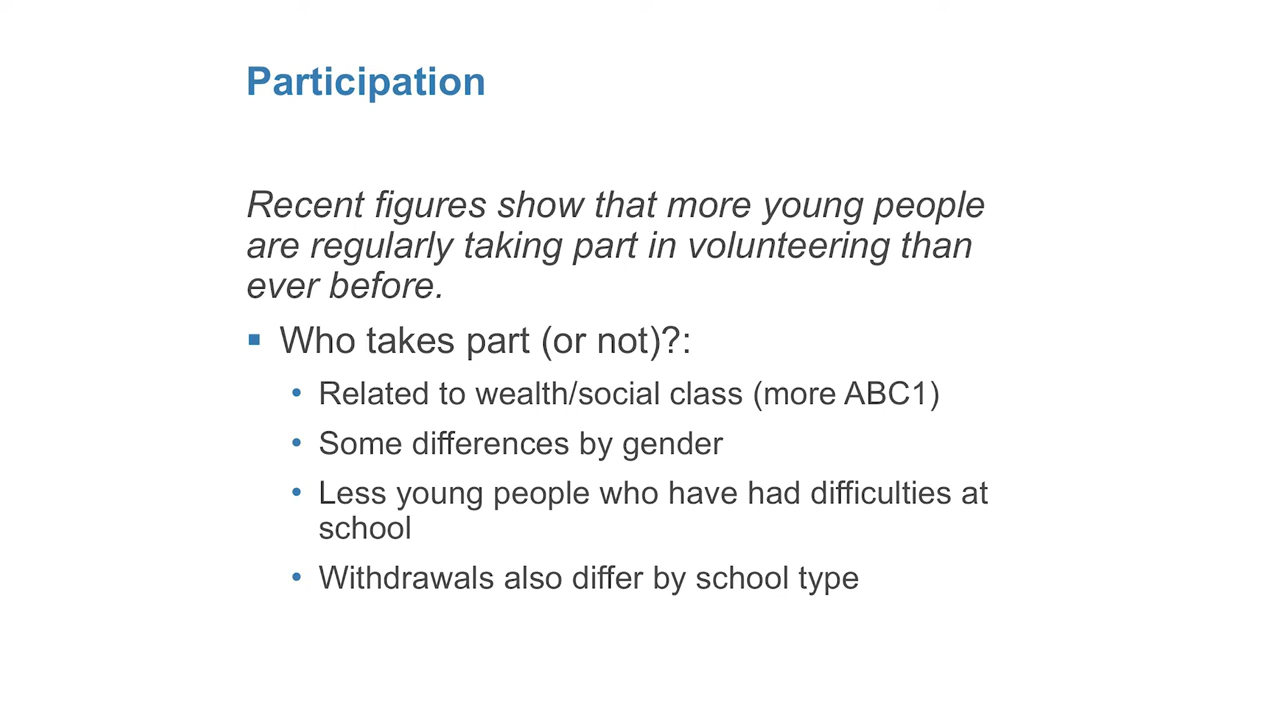 Participation
Recent figures show that more young people
are regularly taking part in volunteering than
ever before.
▪ Who takes part (or not)?:
• Related to wealth/social class (more ABC1)
• Some differences by gender
• Less young people who have had difficulties at
school
• Withdrawals also differ by school type